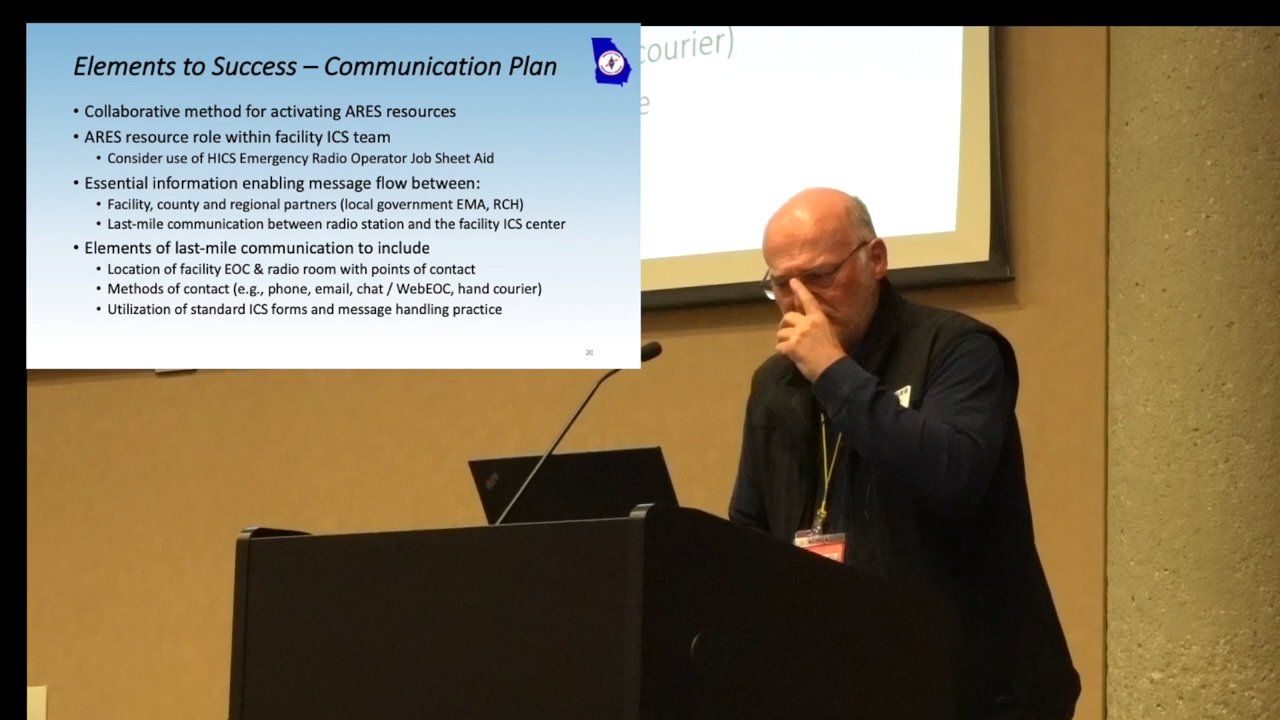 Elements to Success – Communication Plan
• Collaborative method for activating ARES resources
• ARES resource role within facility ICS team
• Consider use of HICS Emergency Radio Operator Job Sheet Aid
• Essential information enabling message flow between:
• Facility, county and regional partners (local government EMA, RCH)
• Last-mile communication between radio station and the facility ICS center
• Elements of last-mile communication to include
• Location of facility EOC & radio room with points of contact
• Methods of contact (e.g., phone, email, chat / WebEOC, hand courier)
• Utilization of standard ICS forms and message handling practice
20
courier)
e